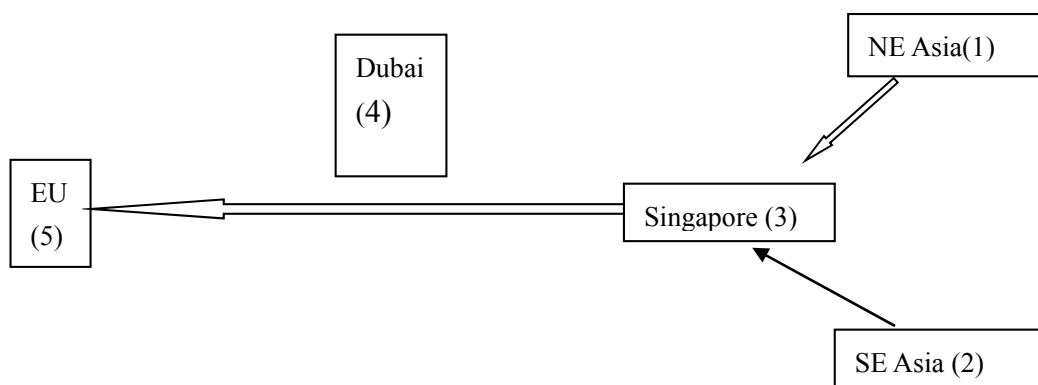 NE Asia(1)
Dubai
(4)
EU
(5)
Singapore (3)
SE Asia (2)